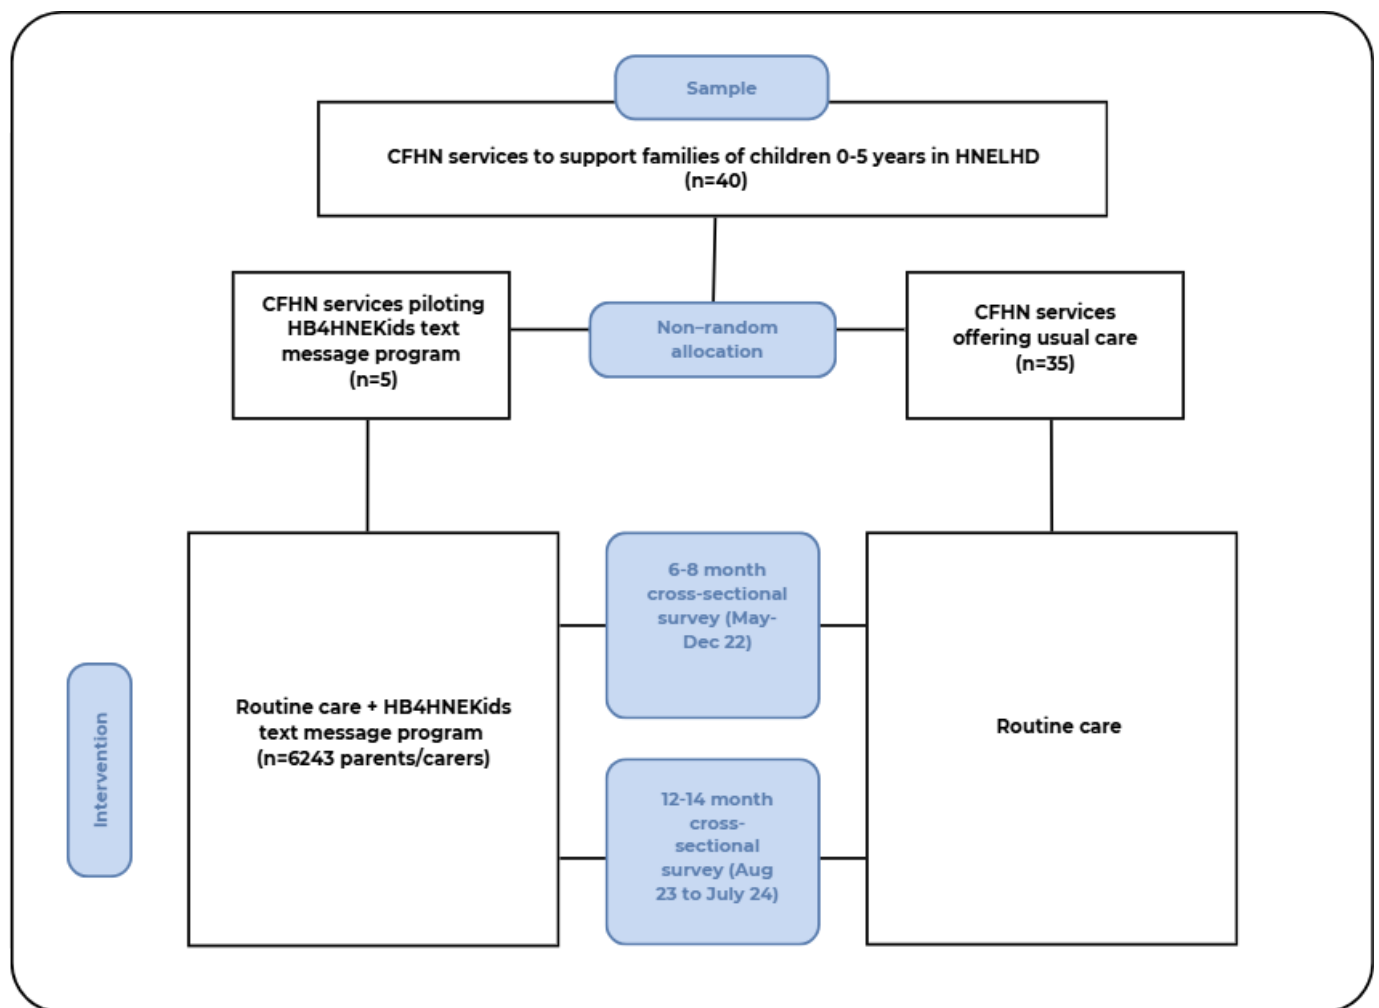 Sample
CFHN services to support families of children 0-5 years in HNELHD
(n=40)
CFHN services piloting
HB4HNEKids text
message program
(n=5)
Non-random
allocation
CFHN services
offering usual care
(n=35)
Intervention
Routine care + HB4HNEKids
text message program
(n=6243 parents/carers)
6-8 month
cross-sectional
survey (May-
Dec 22)
12-14 month
cross-
sectional
survey (Aug
23 to July 24)
Routine care